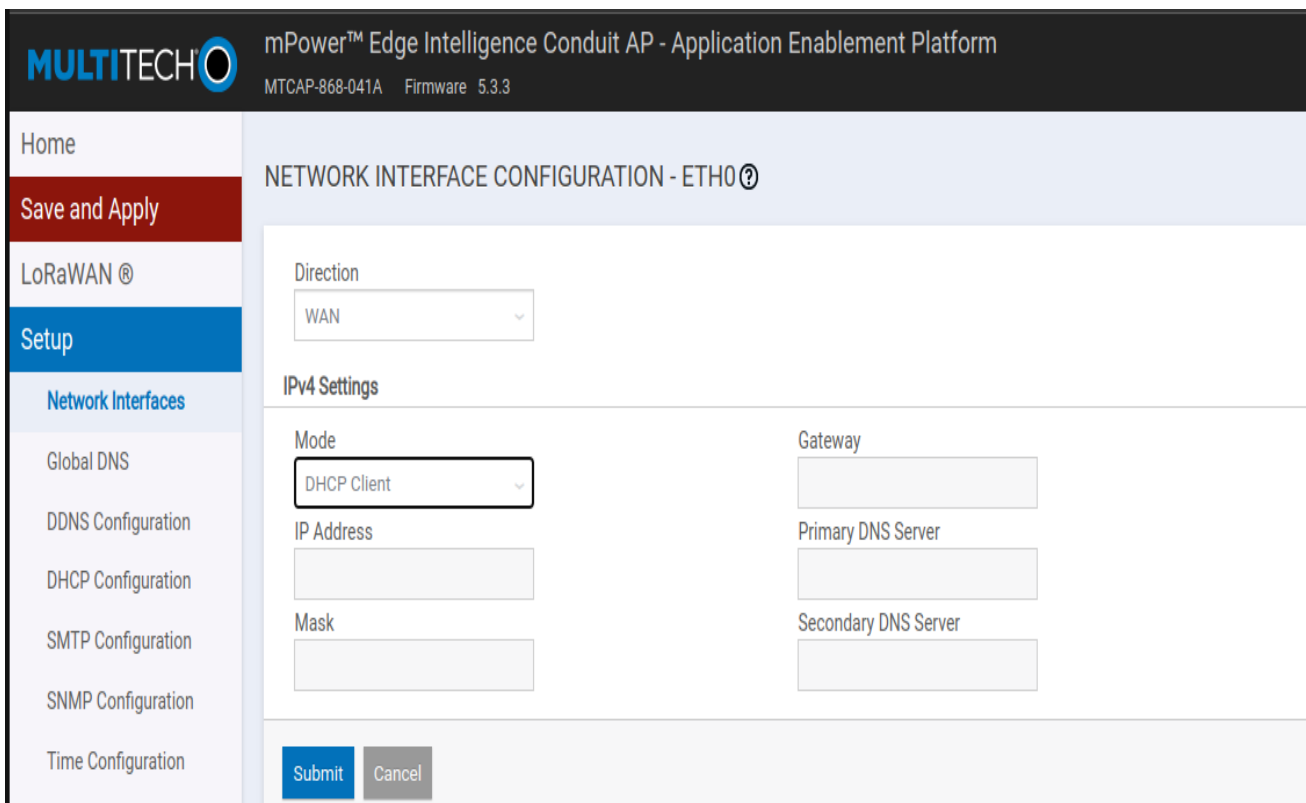 MULTITECH
mPower™ Edge Intelligence Conduit AP - Application Enablement Platform
MTCAP-868-041A Firmware 5.3.3
Home
Save and Apply
LoRaWAN ®
Setup
Network Interfaces
Global DNS
DDNS Configuration
DHCP Configuration
SMTP Configuration
SNMP Configuration
Time Configuration
NETWORK INTERFACE CONFIGURATION - ETH0 ?
Direction
WAN
IPv4 Settings
Mode
DHCP Client
IP Address
Mask
Gateway
Primary DNS Server
Secondary DNS Server
Submit Cancel